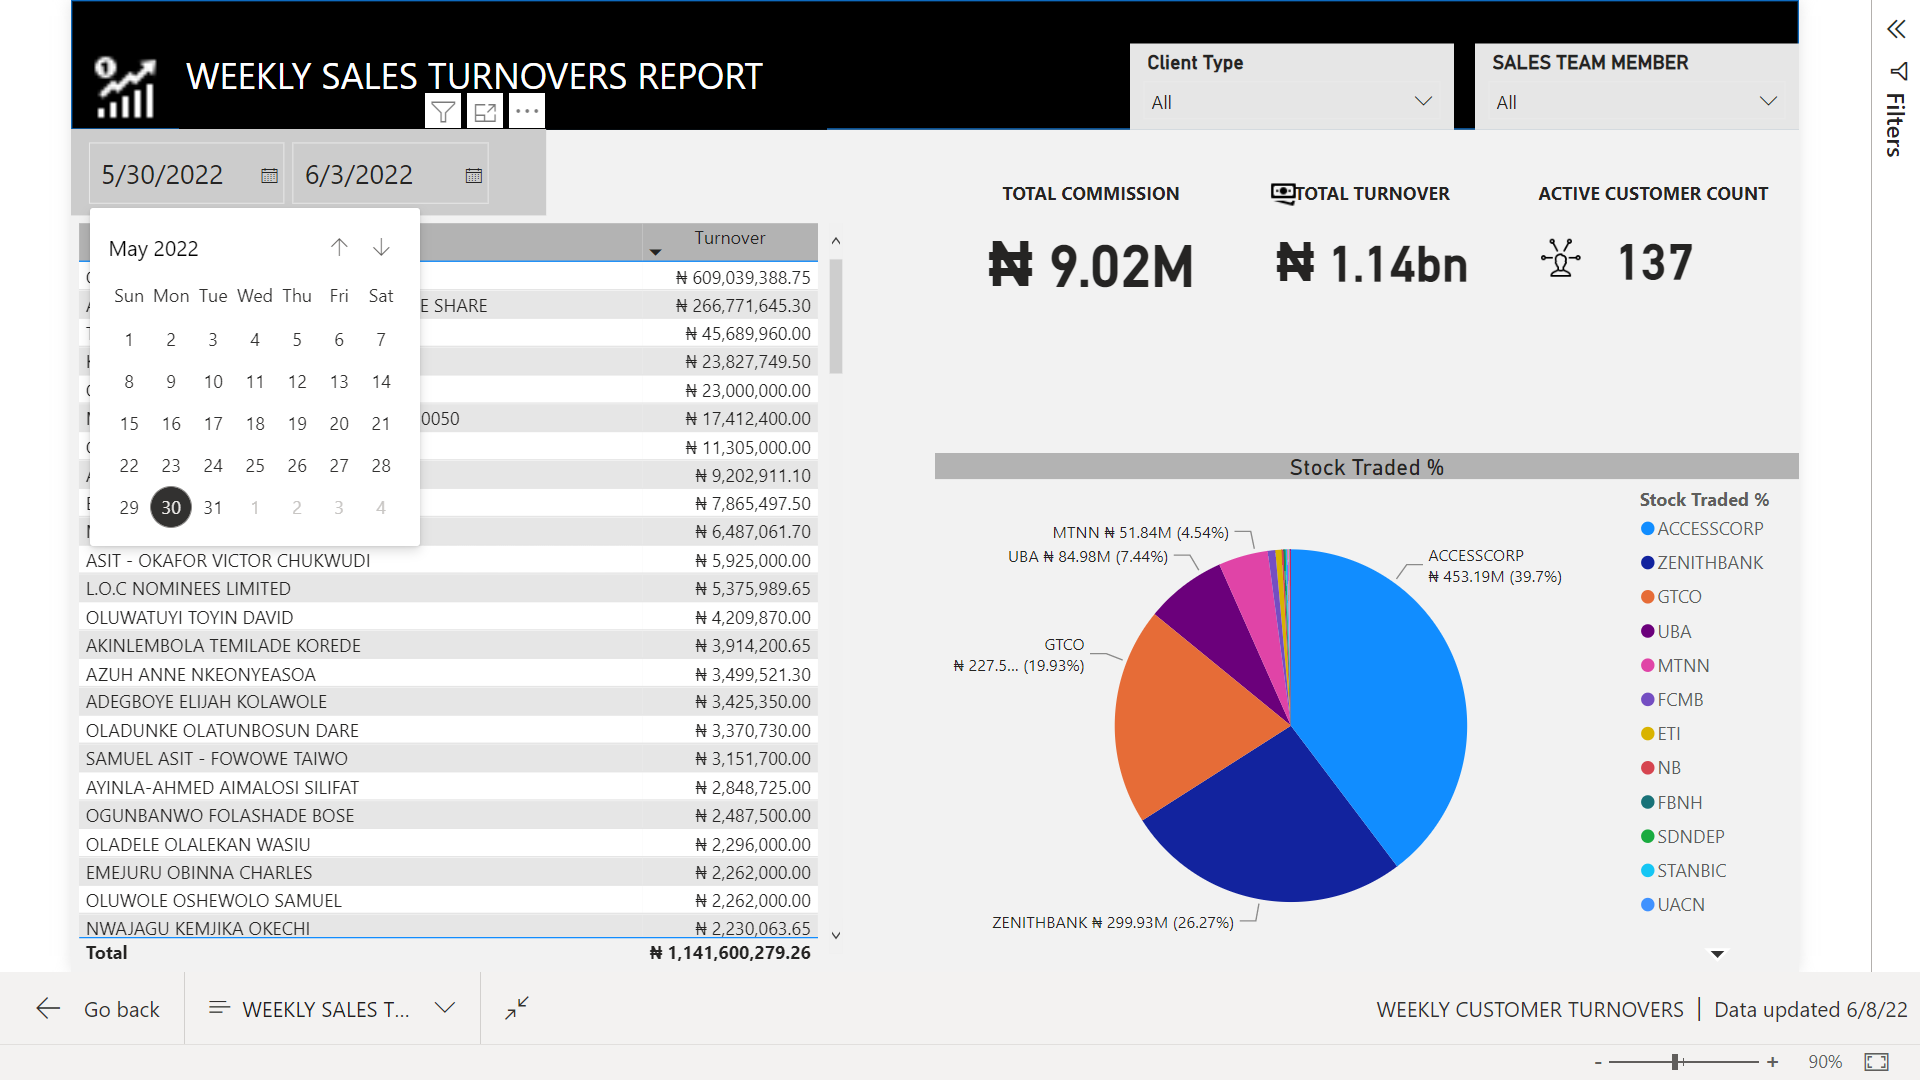 WEEKLY SALES TURNOVERS REPORT
Client Type
All
SALES TEAM MEMBER
All
Filters
5/30/2022
6/3/2022
TOTAL COMMISSION
₦ 9.02M
TOTAL TURNOVER
₦ 1.14bn
ACTIVE CUSTOMER COUNT
137
May 2022
Sun Mon Tue Wed Thu Fri Sat
1 2 3 4 5 6 7
8 9 10 11 12 13 14
15 16 17 18 19 20 21
22 23 24 25 26 27 28
29 30 31 1 2 3 4
Turnover
₦ 609,039,388.75
E SHARE ₦ 266,771,645.30
₦ 45,689,960.00
₦ 23,827,749.50
₦ 23,000,000.00
0050 ₦ 17,412,400.00
₦ 11,305,000.00
₦ 9,202,911.10
₦ 7,865,497.50
₦ 6,487,061.70
ASIT - OKAFOR VICTOR CHUKWUDI ₦ 5,925,000.00
L.O.C NOMINEES LIMITED ₦ 5,375,989.65
OLUWATUYI TOYIN DAVID ₦ 4,209,870.00
AKINLEMBOLA TEMILADE KOREDE ₦ 3,914,200.65
AZUH ANNE NKEONYEASOA ₦ 3,499,521.30
ADEGBOYE ELIJAH KOLAWOLE ₦ 3,425,350.00
OLADUNKE OLATUNBOSUN DARE ₦ 3,370,730.00
SAMUEL ASIT - FOWOWE TAIWO ₦ 3,151,700.00
AYINLA-AHMED AIMALOSI SILIFAT ₦ 2,848,725.00
OGUNBANWO FOLASHADE BOSE ₦ 2,487,500.00
OLADELE OLALEKAN WASIU ₦ 2,296,000.00
EMEJURU OBINNA CHARLES ₦ 2,262,000.00
OLUWOLE OSHEWOLO SAMUEL ₦ 2,262,000.00
NWAJAGU KEMJIKA OKECHI ₦ 2,230,063.65
Total ₦ 1,141,600,279.26
Stock Traded %
MTNN ₦ 51.84M (4.54%)
UBA ₦ 84.98M (7.44%)
ACCESSCORP
₦ 453.19M (39.7%)
GTCO
₦ 227.5... (19.93%)
ZENITHBANK ₦ 299.93M (26.27%)
Stock Traded %
ACCESSCORP
ZENITHBANK
GTCO
UBA
MTNN
FCMB
ETI
NB
FBNH
SDNDEP
STANBIC
UACN
Go back
WEEKLY SALES T...
WEEKLY CUSTOMER TURNOVERS | Data updated 6/8/22
- + 90%